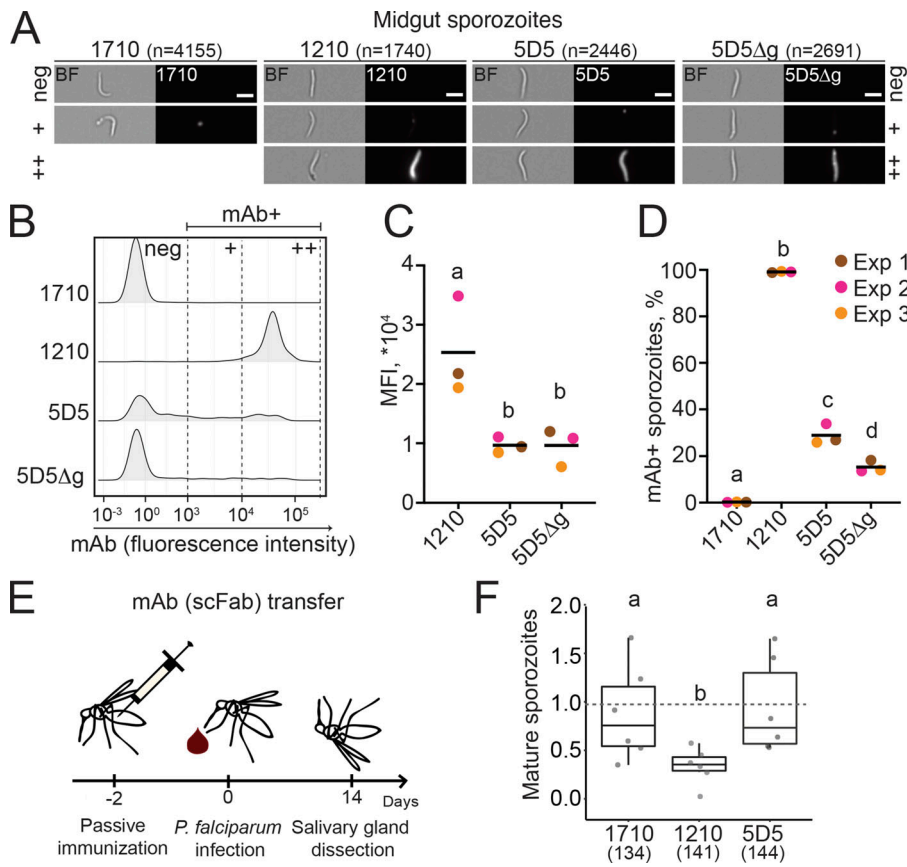 A
Midgut sporozoites
1710 (n=4155)
1210 (n=1740)
5D5 (n=2446)
5D5Δg (n=2691)
neg
BF
1710
BF
1210
BF
5D5
BF
5D5Δg
neg
+
+
++
++
B
mAb+
neg
+
++
1710
1210
5D5
5D5Δg
10-3
100
103
104
105
mAb (fluorescence intensity)
C
MFI, *10⁴
4
3
2
1
0
a
b
b
1210
5D5
5D5Δg
D
mAb+ sporozoites, %
100
80
60
40
20
0
a
b
c
d
1710
1210
5D5
5D5Δg
Exp 1
Exp 2
Exp 3
E
mAb (scFab) transfer
-2
0
14
Days
Passive
immunization
P. falciparum
infection
Salivary gland
dissection
F
Mature sporozoites
2.0
1.5
1.0
0.5
0.0
a
b
a
1710
(134)
1210
(141)
5D5
(144)